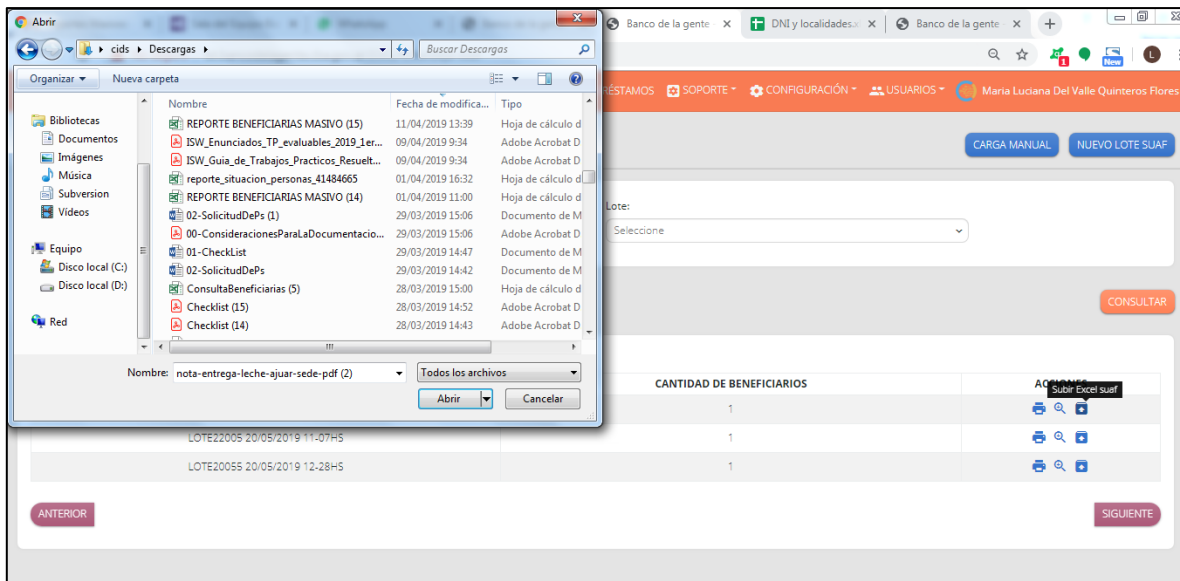 Abrir
Banco de la gente
DNI y localidades.x
Banco de la gente
cids Descargas
Buscar Descargas
Organizar
Nueva carpeta
1
New
L
RÉSTAMOS SOPORTE CONFIGURACIÓN USUARIOS Maria Luciana Del Valle Quinteros Flores
Nombre Fecha de modifica... Tipo
Bibliotecas
Documentos
Imágenes
Música
Subversion
Vídeos
Equipo
Disco local (C:)
Disco local (D:)
Red
REPORTE BENEFICIARIAS MASIVO (15) 11/04/2019 13:39 Hoja de cálculo d
ISW_Enunciados_TP_evaluables_2019_1er... 09/04/2019 9:34 Adobe Acrobat D
ISW_Guia_de_Trabajos_Practicos_Resuelt... 09/04/2019 9:34 Adobe Acrobat D
reporte_situacion_personas_41484665 01/04/2019 16:32 Hoja de cálculo d
REPORTE BENEFICIARIAS MASIVO (14) 01/04/2019 11:00 Hoja de cálculo d
02-SolicitudDePs (1) 29/03/2019 15:06 Documento de M
00-ConsideracionesParaLaDocumentacio... 29/03/2019 15:06 Adobe Acrobat D
01-CheckList 29/03/2019 14:47 Documento de M
02-SolicitudDePs 29/03/2019 14:42 Documento de M
ConsultaBeneficiarias (5) 28/03/2019 15:00 Hoja de cálculo d
Checklist (15) 28/03/2019 14:52 Adobe Acrobat D
Checklist (14) 28/03/2019 14:43 Adobe Acrobat D
Nombre: nota-entrega-leche-ajuar-sede-pdf (2) Todos los archivos
Abrir Cancelar
CARGA MANUAL NUEVO LOTE SUAF
Lote:
Seleccione
CONSULTAR
CANTIDAD DE BENEFICIARIOS
Subir Excel suaf
1
LOTE22005 20/05/2019 11-07HS 1
LOTE20055 20/05/2019 12-28HS 1
ANTERIOR SIGUIENTE